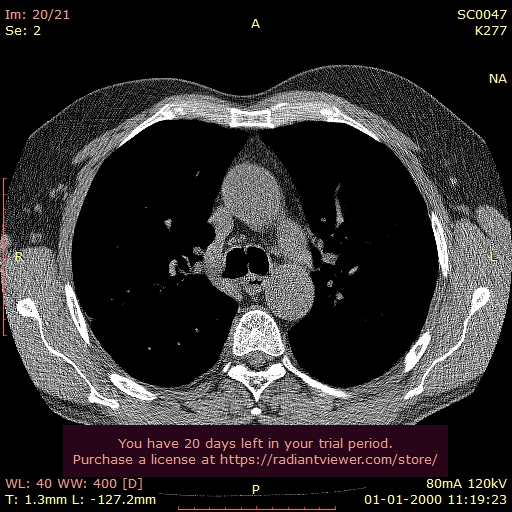 Im: 20/21
Se: 2
A
SC0047
K277
NA
R
L
You have 20 days left in your trial period.
Purchase a license at https://radiantviewer.com/store/
WL: 40 WW: 400 [D]
T: 1.3mm L: -127.2mm
P
80mA 120kV
01-01-2000 11:19:23